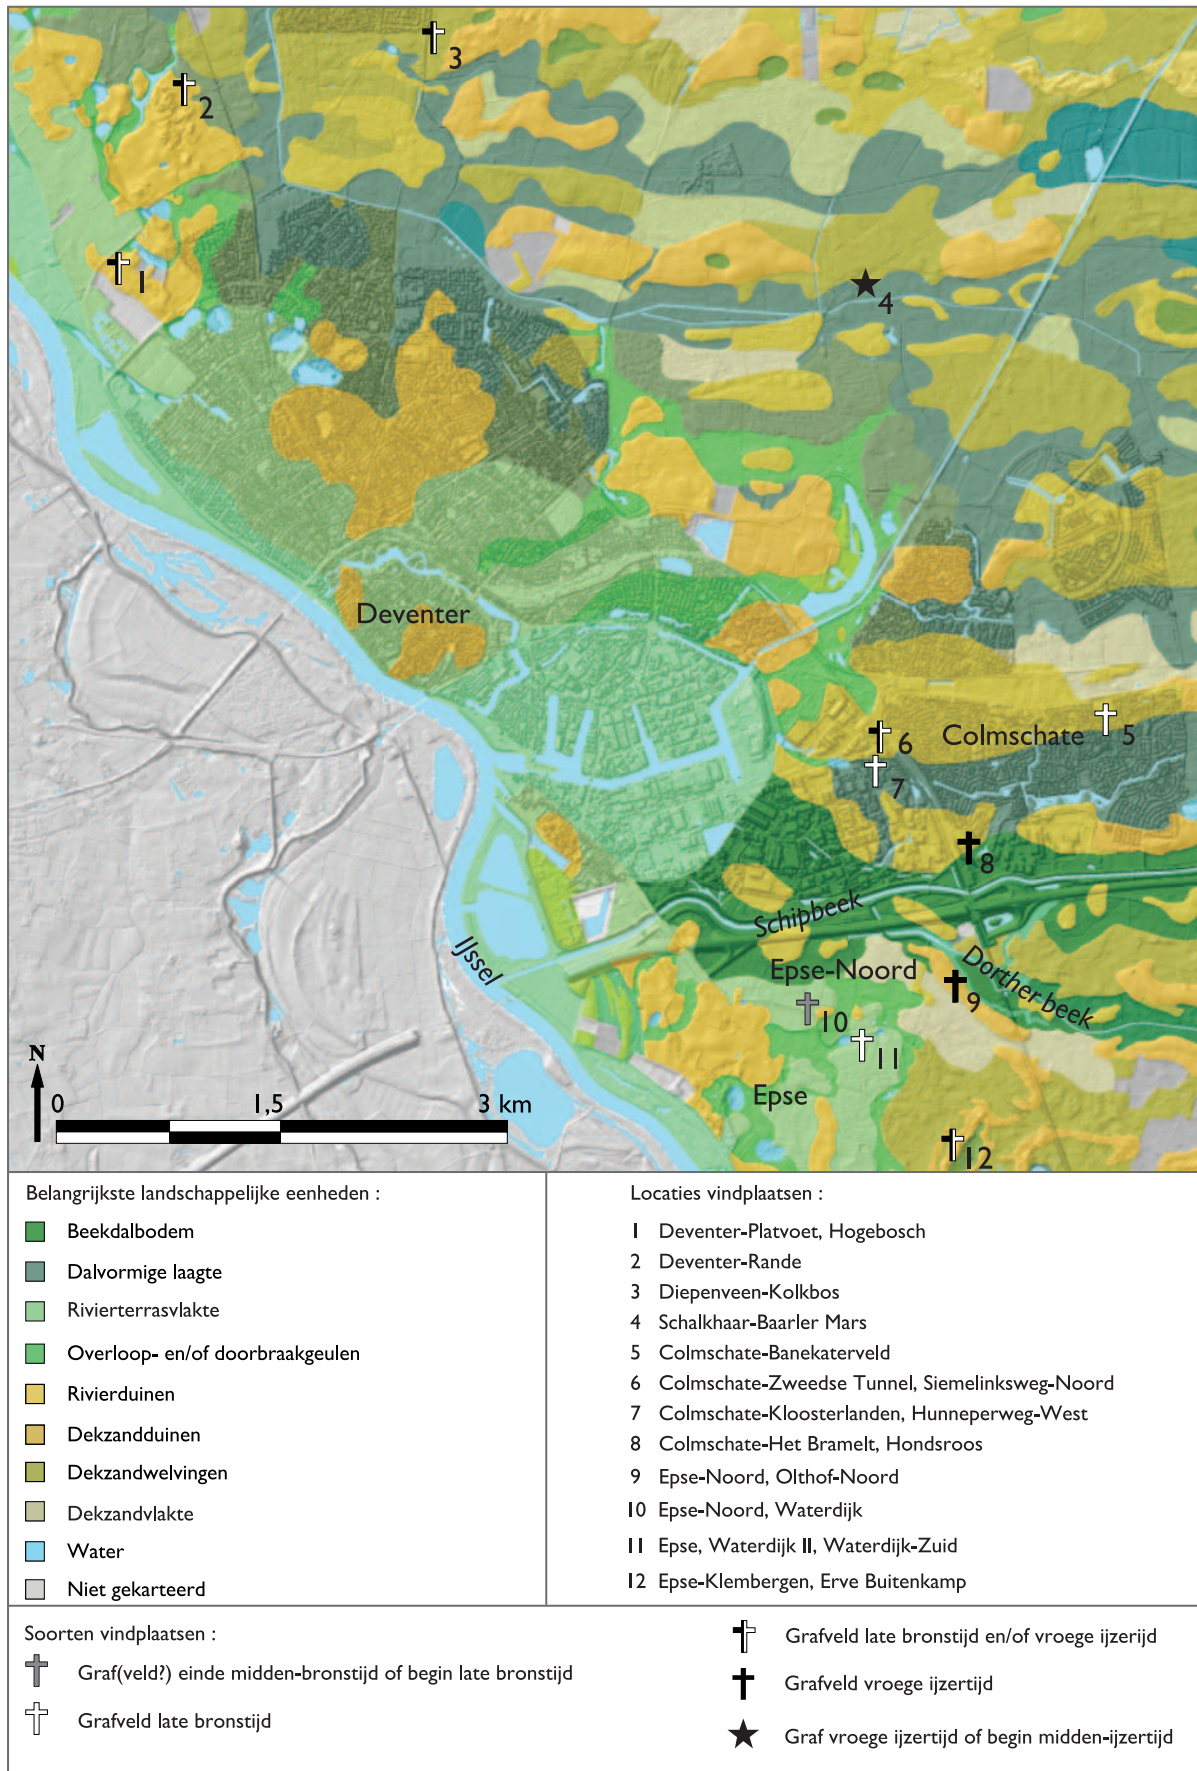 3
2
1
4
Deventer
6
Colmschate
5
7
8
Schipbeek
IJssel
Epse-Noord
9
Dorther beek
10
11
Epse
12
N
0 1,5 3 km
Belangrijkste landschappelijke eenheden :
Beekdalbodem
Dalvormige laagte
Rivierterrasvlakte
Overloop- en/of doorbraakgeulen
Rivierduinen
Dekzandduinen
Dekzandwelvingen
Dekzandvlakte
Water
Niet gekarteerd
Locaties vindplaatsen :
1 Deventer-Platvoet, Hogebosch
2 Deventer-Rande
3 Diepenveen-Kolkbos
4 Schalkhaar-Baarler Mars
5 Colmschate-Banekaterveld
6 Colmschate-Zweedse Tunnel, Siemelinksweg-Noord
7 Colmschate-Kloosterlanden, Hunneperweg-West
8 Colmschate-Het Bramelt, Hondsroos
9 Epse-Noord, Olthof-Noord
10 Epse-Noord, Waterdijk
11 Epse, Waterdijk II, Waterdijk-Zuid
12 Epse-Klembergen, Erve Buitenkamp
Soorten vindplaatsen :
Graf(veld?) einde midden-bronstijd of begin late bronstijd
Grafveld late bronstijd
Grafveld late bronstijd en/of vroege ijzerijd
Grafveld vroege ijzertijd
Graf vroege ijzertijd of begin midden-ijzertijd